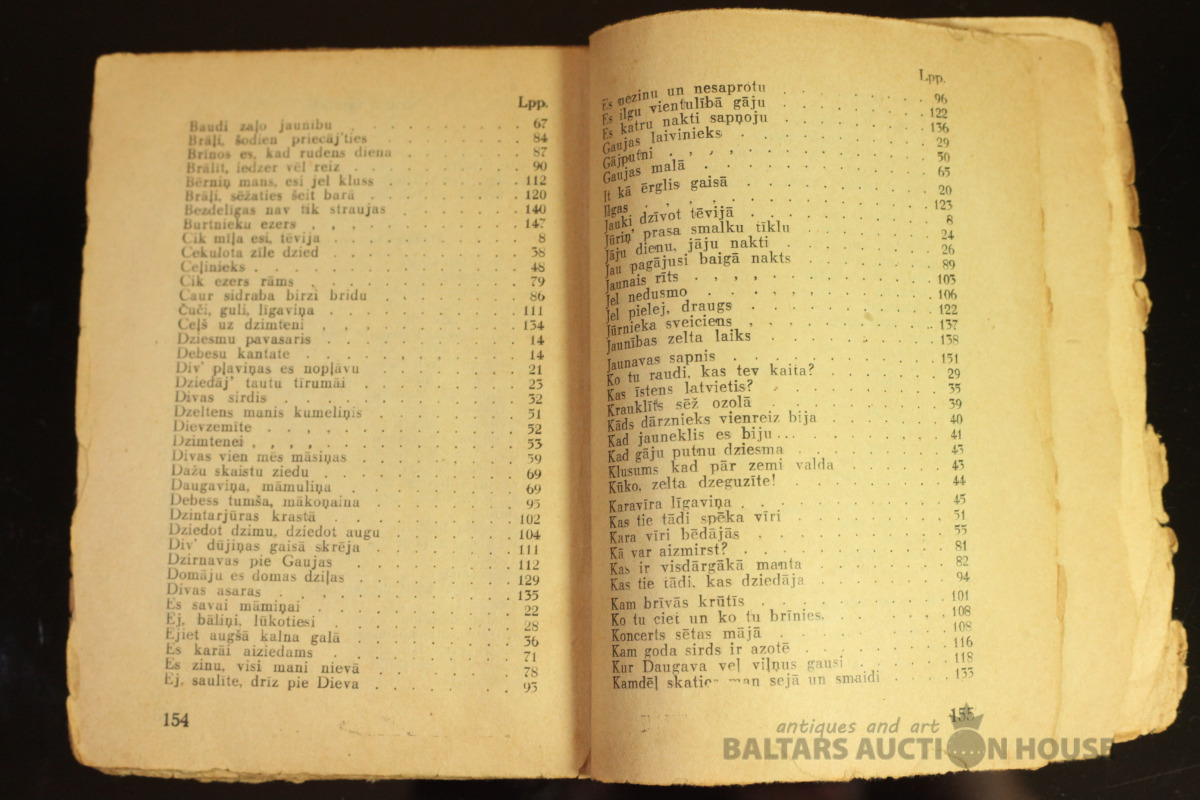 Lpp.
Baudi zaļo jaunību . . . . . . . 67
Brāļi, šodien priecāj'ties . . . . . . 84
Brīnos es, kad rudens diena . . . . . . 87
Brālīt, iedzer vēl reiz . . . . . . . 90
Bērniņ mans, esi jel kluss . . . . . . 112
Brāļi, sēžaties šeit barā . . . . . . 120
Bezdelīgas nav tik straujas . . . . . . 140
Burtnieku ezers . . . . . . . . 147
Cik mīļa esi, tēvija . . . . . . . 8
Cekulota zīle dzied . . . . . . . 38
Ceļinieks . . . . . . . . . 48
Cik ezers rāms . . . . . . . . 79
Caur sidraba birzi bridu . . . . . . 86
Čuči, guli, līgaviņa . . . . . . . 111
Ceļš uz dzimteni . . . . . . . . 134
Dziesmu pavasaris . . . . . . . 14
Debesu kantate . . . . . . . . 14
Div' pļaviņas es nopļāvu . . . . . . 21
Dziedāj' tautu tīrumāi . . . . . . . 23
Divas sirdis . . . . . . . . . 32
Dzeltens manis kumeliņis . . . . . . 51
Dievzemīte . . . . . . . . . 52
Dzimtenei . . . . . . . . . 53
Divas vien mēs māsiņas . . . . . . 59
Dažu skaistu ziedu . . . . . . . 69
Daugaviņa, māmuliņa . . . . . . . 69
Debess tumša, mākoņaina . . . . . . 95
Dzintarjūras krastā . . . . . . . 102
Dziedot dzimu, dziedot augu . . . . . . 104
Div' dūjiņas gaisā skrēja . . . . . . 111
Dzirnavas pie Gaujas . . . . . . . 112
Domāju es domas dziļas . . . . . . 129
Divas asaras . . . . . . . . . 135
Es savai māmiņai . . . . . . . . 22
Ej, bāliņi, lūkotiesi . . . . . . . 28
Ejiet augšā kalna galā . . . . . . . 36
Es karāi aiziedams . . . . . . . 71
Es zinu, visi mani nievā . . . . . . 78
Ej, saulīte, drīz pie Dieva . . . . . . 93
154
Lpp.
Es nezinu un nesaprotu . . . . . . 96
Es ilgu vientulībā gāju . . . . . . 122
Es katru nakti sapņoju . . . . . . 136
Gaujas laivinieks . . . . . . . 29
Gājputni . . . . . . . . . 50
Gaujas malā . . . . . . . . 65
It kā ērglis gaisā . . . . . . . 20
Ilgas . . . . . . . . . . 123
Jauki dzīvot tēvijā . . . . . . . 8
Jūriņ' prasa smalku tīklu . . . . . . 24
Jāju dienu, jāju nakti . . . . . . 26
Jau pagājusi baigā nakts . . . . . . 89
Jaunais rīts . . . . . . . . 103
Jel nedusmo . . . . . . . . 106
Jel pielej, draugs . . . . . . . 122
Jūrnieka sveiciens . . . . . . . 137
Jaunības zelta laiks . . . . . . . 138
Jaunavas sapnis . . . . . . . . 151
Ko tu raudi, kas tev kaita? . . . . . . 29
Kas īstens latvietis? . . . . . . . 35
Krauklīts sēž ozolā . . . . . . . 39
Kāds dārznieks vienreiz bija . . . . . . 40
Kad jauneklis es biju ... . . . . . . 41
Kad gāju putnu dziesma . . . . . . 43
Klusums kad pār zemi valda . . . . . . 43
Kūko, zelta dzeguzīte! . . . . . . 44
Karavīra līgaviņa . . . . . . . 45
Kas tie tādi spēka vīri . . . . . . 51
Kara vīri bēdājās . . . . . . . 55
Kā var aizmirst? . . . . . . . 81
Kas ir visdārgākā manta . . . . . . 82
Kas tie tādi, kas dziedāja . . . . . . 94
Kam brīvās krūtīs . . . . . . . 101
Ko tu ciet un ko tu brīnies, . . . . . . 108
Koncerts sētas mājā . . . . . . . 108
Kam goda sirds ir azotē . . . . . . 116
Kur Daugava veļ viļņus gausi . . . . 118
Kamdēļ skaties man sejā un smaidi . . . . 133
155
antiques and art
BALTARS AUCTION HOUSE